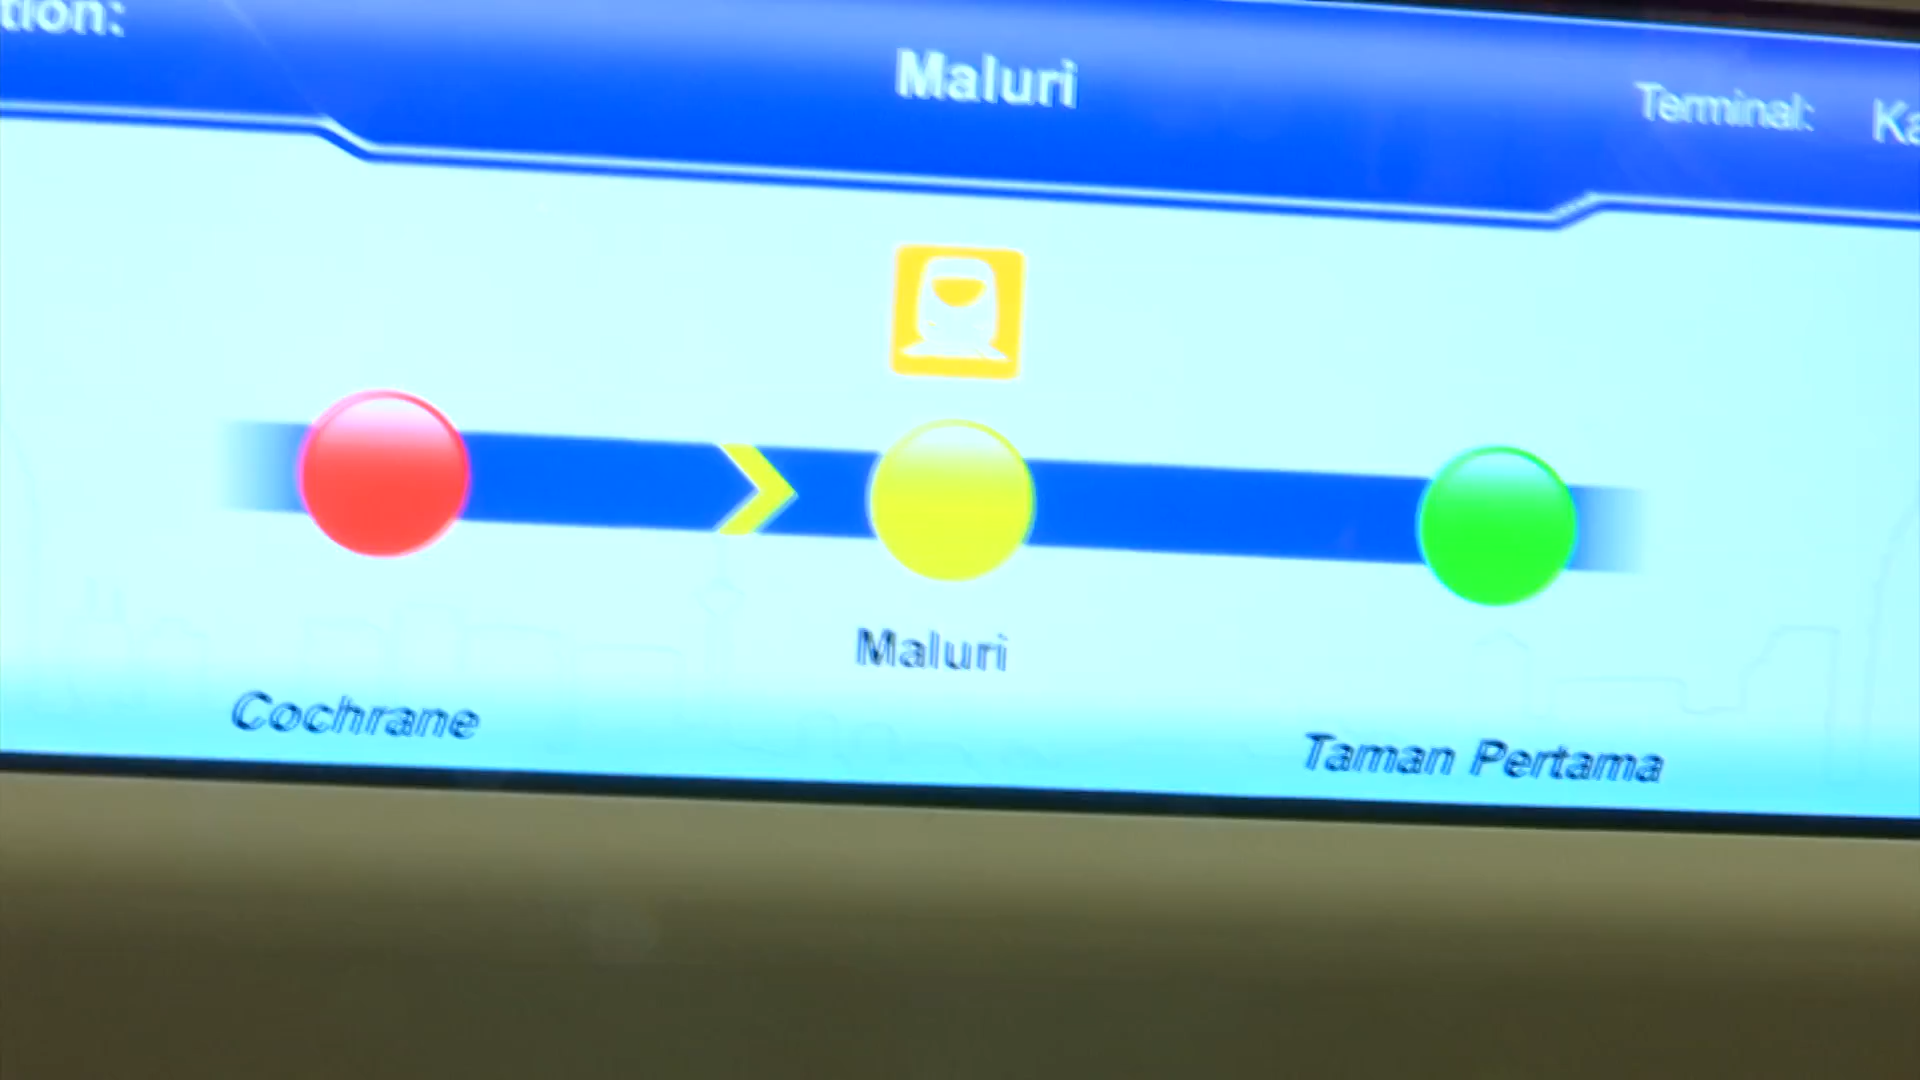 tion:
Maluri
Terminal: Ka
Maluri
Cochrane
Taman Pertama